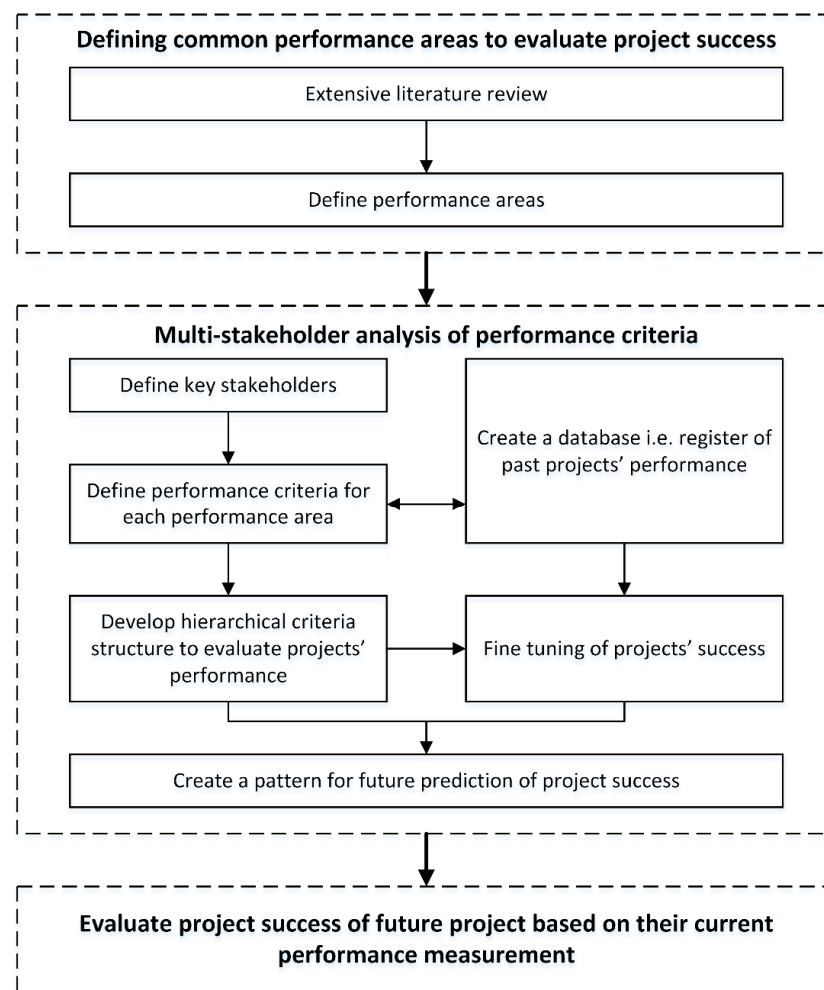 Defining common performance areas to evaluate project success
Extensive literature review
Define performance areas
Multi-stakeholder analysis of performance criteria
Define key stakeholders
Create a database i.e. register of
past projects’ performance
Define performance criteria for
each performance area
Develop hierarchical criteria
structure to evaluate projects’
performance
Fine tuning of projects’ success
Create a pattern for future prediction of project success
Evaluate project success of future project based on their current
performance measurement